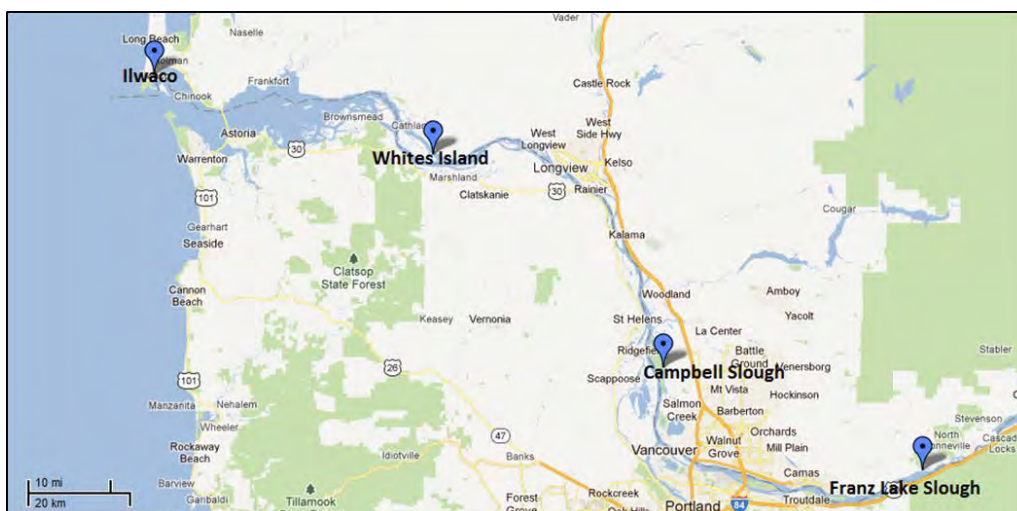 Vader
Long Beach
Naselle
Holman
Ilwaco
Chinook
Frankfort
Castle Rock
Brownsmead
Astoria
30
Warrenton
Whites Island
Marshland
Clatskanie
West
Longview
West
Side Hwy
Longview
Kelso
Rainier
30
101
Gearhart
Seaside
Cougar
Kalama
Clatsop
State Forest
Cannon
Beach
Woodland
Amboy
Yacolt
Keasey
Vernonia
St Helens
La Center
Ridgefield
Battle
Ground
Venersborg
Stabler
Campbell Slough
101
26
Scappoose
Mt Vista
Hockinson
Manzanita
Nehalem
Wheeler
Salmon
Creek
Barberton
Stevenson
North
Bonneville
Cascade
Locks
Rockaway
Beach
47
Orchards
Walnut
Grove
Mill Plain
Idiotville
Banks
Vancouver
Camas
Franz Lake Slough
Barview
Garibaldi
Tillamook
Forest
Grove
Rockcreek
Portland
84
Troutdale
10 mi
20 km